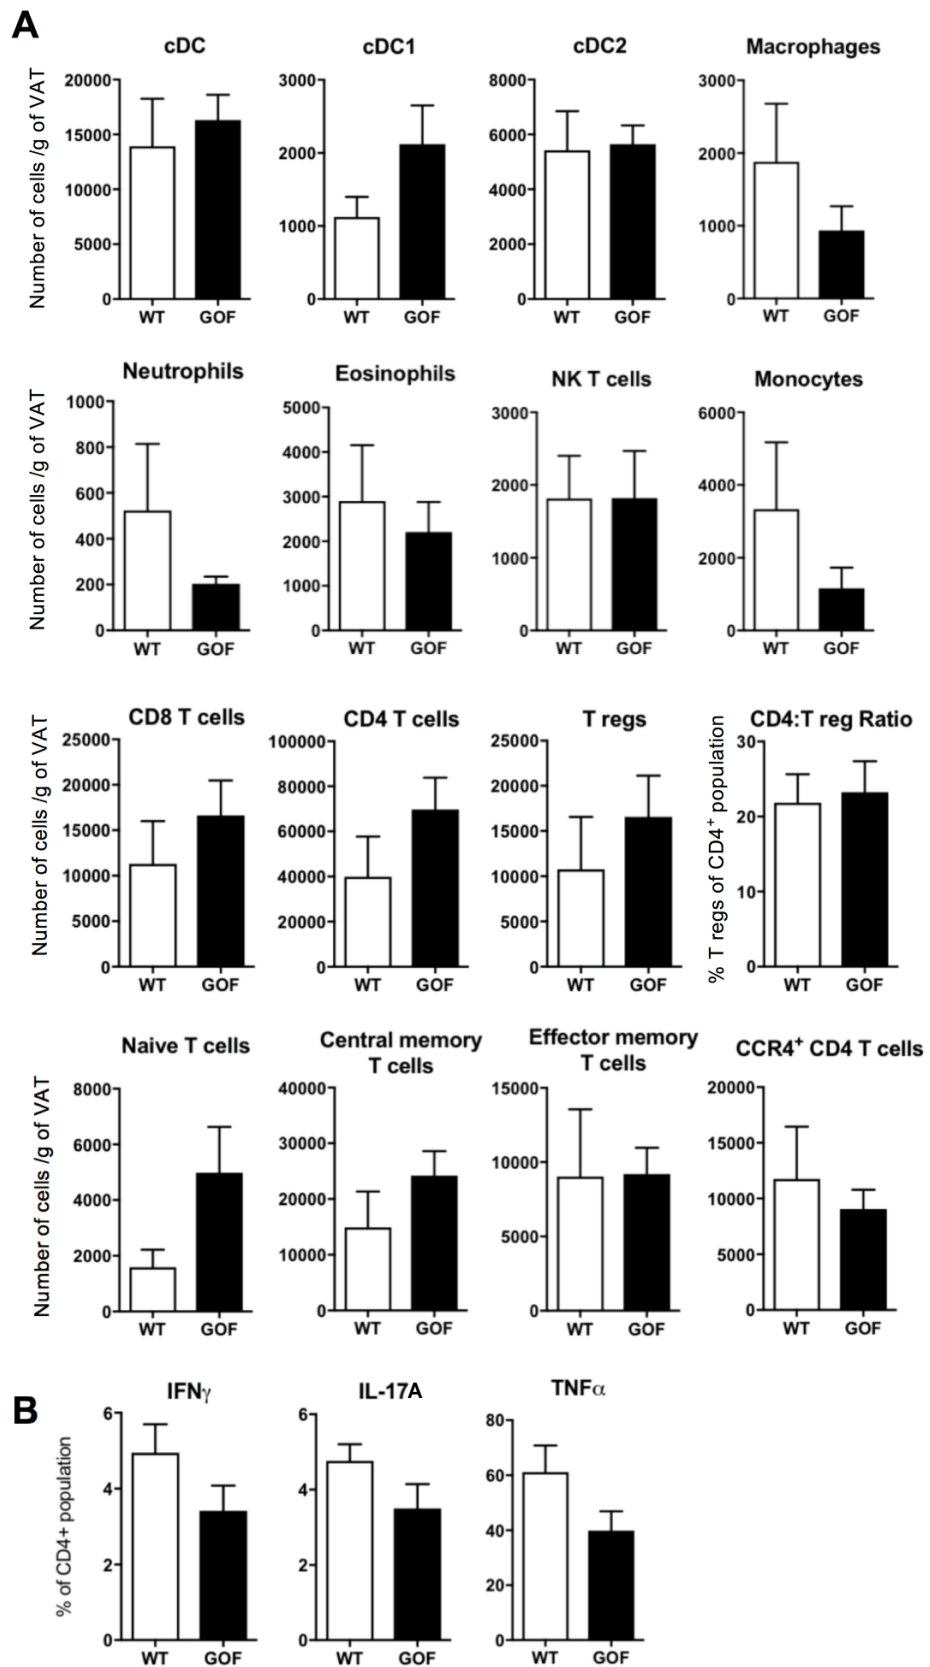 A
cDC
cDC1
cDC2
Macrophages
Number of cells /g of VAT
20000
15000
10000
5000
0
WT
GOF
3000
2000
1000
0
WT
GOF
8000
6000
4000
2000
0
WT
GOF
3000
2000
1000
0
WT
GOF
Neutrophils
Eosinophils
NK T cells
Monocytes
Number of cells /g of VAT
1000
800
600
400
200
0
WT
GOF
5000
4000
3000
2000
1000
0
WT
GOF
3000
2000
1000
0
WT
GOF
6000
4000
2000
0
WT
GOF
CD8 T cells
CD4 T cells
T regs
CD4:T reg Ratio
Number of cells /g of VAT
25000
20000
15000
10000
5000
0
WT
GOF
100000
80000
60000
40000
20000
0
WT
GOF
25000
20000
15000
10000
5000
0
WT
GOF
% T regs of CD4⁺ population
30
20
10
0
WT
GOF
Naive T cells
Central memory
T cells
Effector memory
T cells
CCR4⁺ CD4 T cells
Number of cells /g of VAT
8000
6000
4000
2000
0
WT
GOF
40000
30000
20000
10000
0
WT
GOF
15000
10000
5000
0
WT
GOF
20000
15000
10000
5000
0
WT
GOF
B
IFNγ
IL-17A
TNFα
% of CD4+ population
6
4
2
0
WT
GOF
6
4
2
0
WT
GOF
80
60
40
20
0
WT
GOF